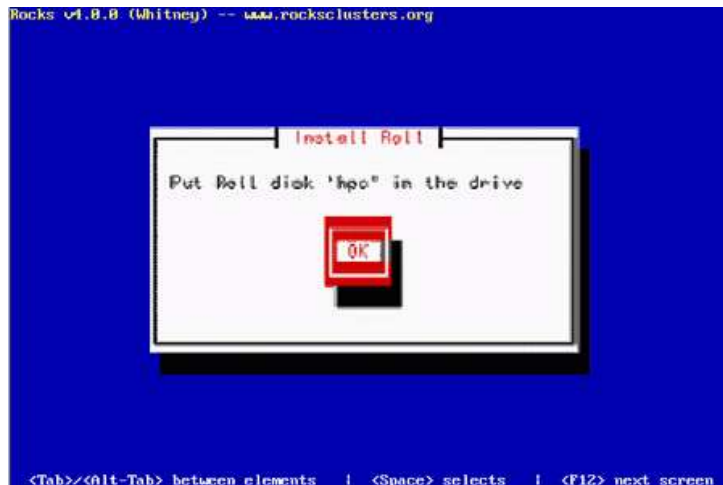 Rocks v4.0.0 (Whitney) -- www.rocksclusters.org
Install Roll
Put Roll disk 'hpc' in the drive
OK
<Tab>/<Alt-Tab> between elements | <Space> selects | <F12> next screen